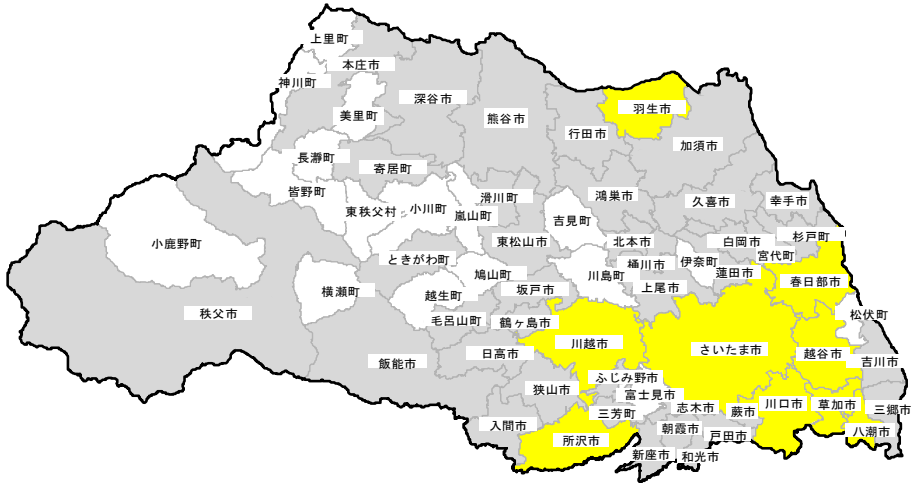 上里町
本庄市
神川町
美里町
深谷市
熊谷市
羽生市
行田市
加須市
長瀞町
寄居町
皆野町
東秩父村
小川町
嵐山町
滑川町
吉見町
鴻巣市
久喜市
幸手市
小鹿野町
ときがわ町
東松山市
北木市
白岡市
杉戸町
宮代町
鳩山町
川島町
桶川市
伊奈町
蓮田市
春日部市
横瀬町
越生町
坂戸市
上尾市
秩父市
毛呂山町
鶴ヶ島市
松伏町
飯能市
日高市
川越市
さいたま市
越谷市
吉川市
狭山市
ふじみ野市
富士見市
入間市
三芳町
志木市
蕨市
川口市
草加市
三郷市
所沢市
朝霞市
戸田市
八潮市
新座市
和光市